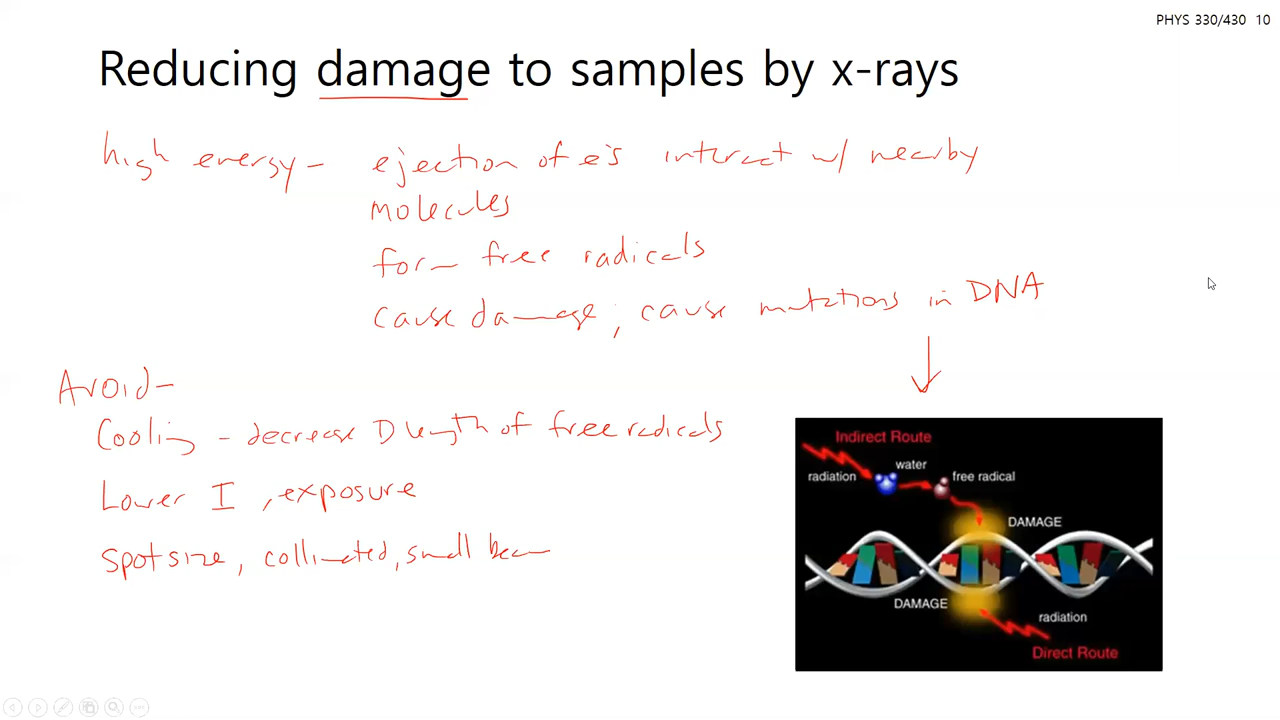 PHYS 330/430 10
Reducing damage to samples by x-rays
high energy - ejection of e's interact w/ nearby
molecules
form free radicals
cause damage ; cause mutations in DNA
Avoid -
Cooling - decrease D length of free radicals
Lower I , exposure
spot size, collimated, small beam
Indirect Route
radiation
water
free radical
DAMAGE
DAMAGE
radiation
Direct Route